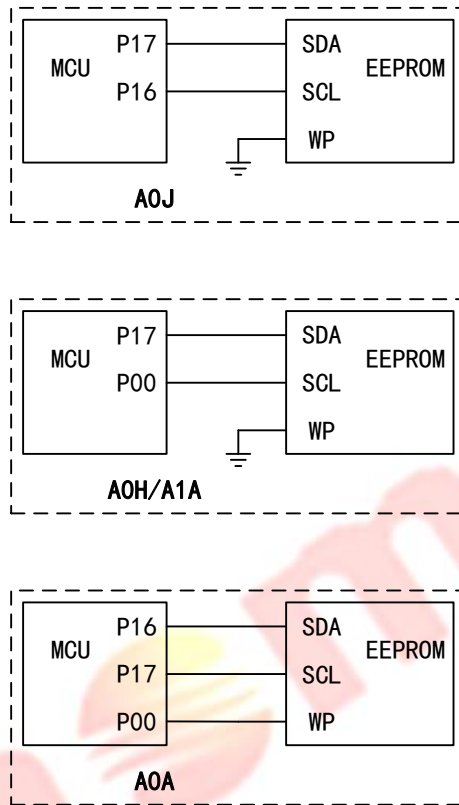 P17 SDA
MCU EEPROM
P16 SCL
WP
A0J
P17 SDA
MCU EEPROM
P00 SCL
WP
A0H/A1A
P16 SDA
MCU EEPROM
P17 SCL
P00 WP
A0A